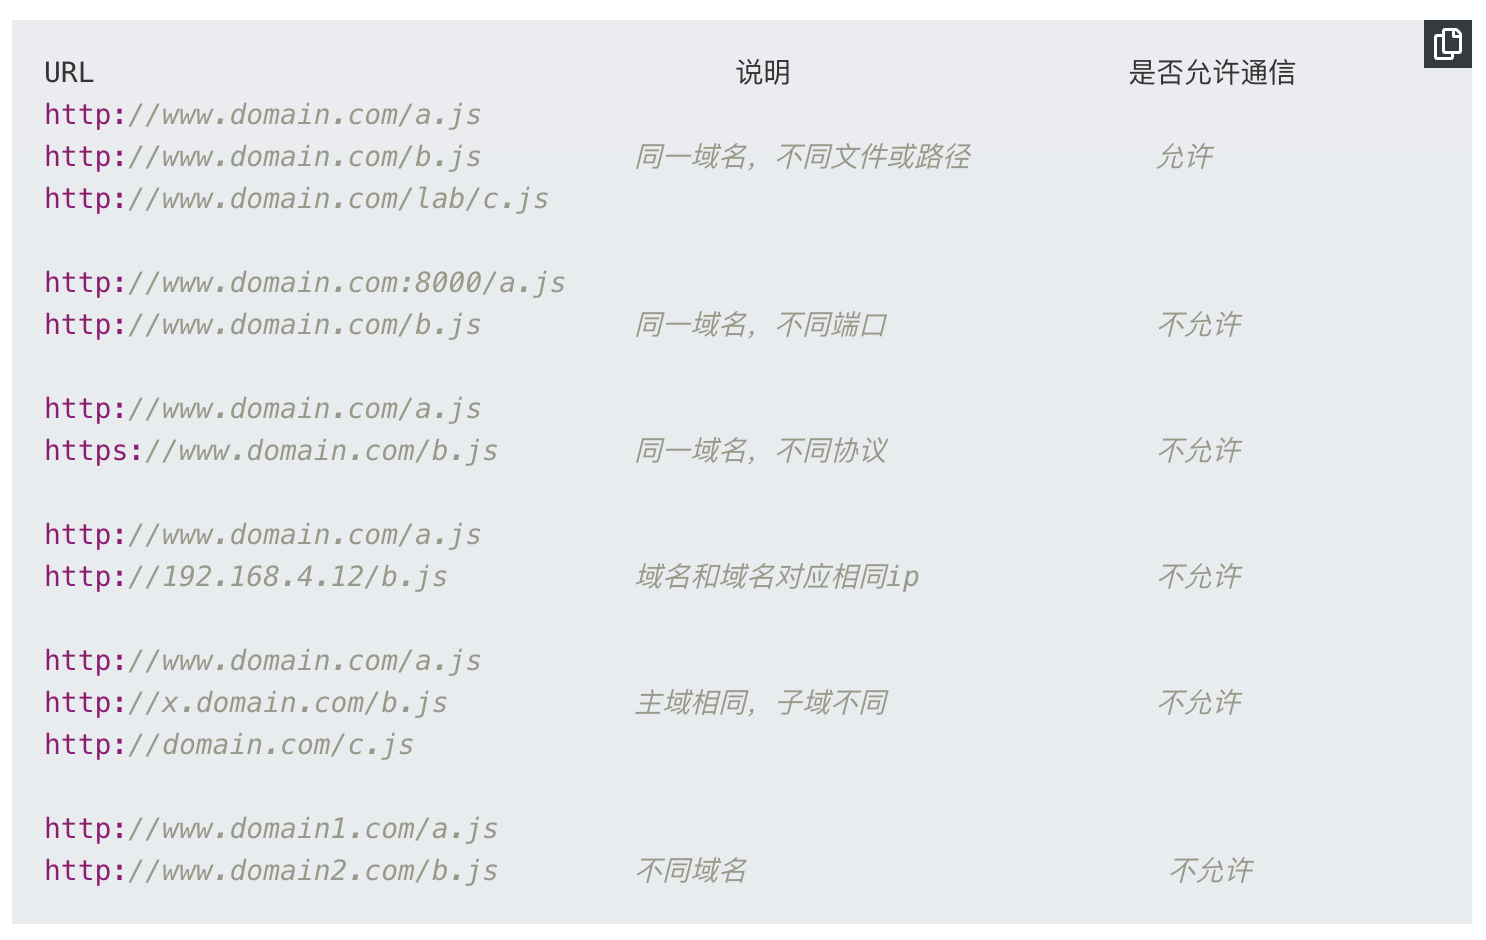 URL 说明 是否允许通信
http://www.domain.com/a.js
http://www.domain.com/b.js 同一域名，不同文件或路径 允许
http://www.domain.com/lab/c.js
http://www.domain.com:8000/a.js
http://www.domain.com/b.js 同一域名，不同端口 不允许
http://www.domain.com/a.js
https://www.domain.com/b.js 同一域名，不同协议 不允许
http://www.domain.com/a.js
http://192.168.4.12/b.js 域名和域名对应相同ip 不允许
http://www.domain.com/a.js
http://x.domain.com/b.js 主域相同，子域不同 不允许
http://domain.com/c.js
http://www.domain1.com/a.js
http://www.domain2.com/b.js 不同域名 不允许